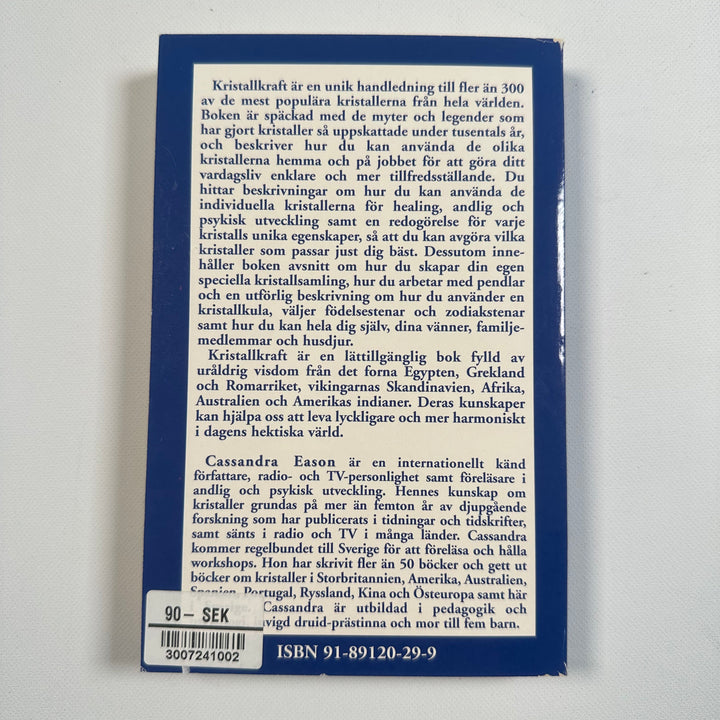 Kristallkraft är en unik handledning till fler än 300
av de mest populära kristallerna från hela världen.
Boken är späckad med de myter och legender som
har gjort kristaller så uppskattade under tusentals år,
och beskriver hur du kan använda de olika
kristallerna hemma och på jobbet för att göra ditt
vardagsliv enklare och mer tillfredsställande. Du
hittar beskrivningar om hur du kan använda de
individuella kristallerna för healing, andlig och
psykisk utveckling samt en redogörelse för varje
kristalls unika egenskaper, så att du kan avgöra vilka
kristaller som passar just dig bäst. Dessutom inne-
håller boken avsnitt om hur du skapar din egen
speciella kristallsamling, hur du arbetar med pendlar
och en utförlig beskrivning om hur du använder en
kristallkula, väljer födelsestenar och zodiakstenar
samt hur du kan hela dig själv, dina vänner, familje-
medlemmar och husdjur.
Kristallkraft är en lättillgänglig bok fylld av
uråldrig visdom från det forna Egypten, Grekland
och Romarriket, vikingarnas Skandinavien, Afrika,
Australien och Amerikas indianer. Deras kunskaper
kan hjälpa oss att leva lyckligare och mer harmoniskt
i dagens hektiska värld.
Cassandra Eason är en internationellt känd
författare, radio- och TV-personlighet samt föreläsare i
andlig och psykisk utveckling. Hennes kunskap om
kristaller grundas på mer än femton år av djupgående
forskning som har publicerats i tidningar och tidskrifter,
samt sänts i radio och TV i många länder. Cassandra
kommer regelbundet till Sverige för att föreläsa och hålla
workshops. Hon har skrivit fler än 50 böcker och gett ut
böcker om kristaller i Storbritannien, Amerika, Australien,
Spanien, Portugal, Ryssland, Kina och Östeuropa samt här
i Cassandra är utbildad i pedagogik och
invigd druid-prästinna och mor till fem barn.
90- SEK
3007241002
ISBN 91-89120-29-9